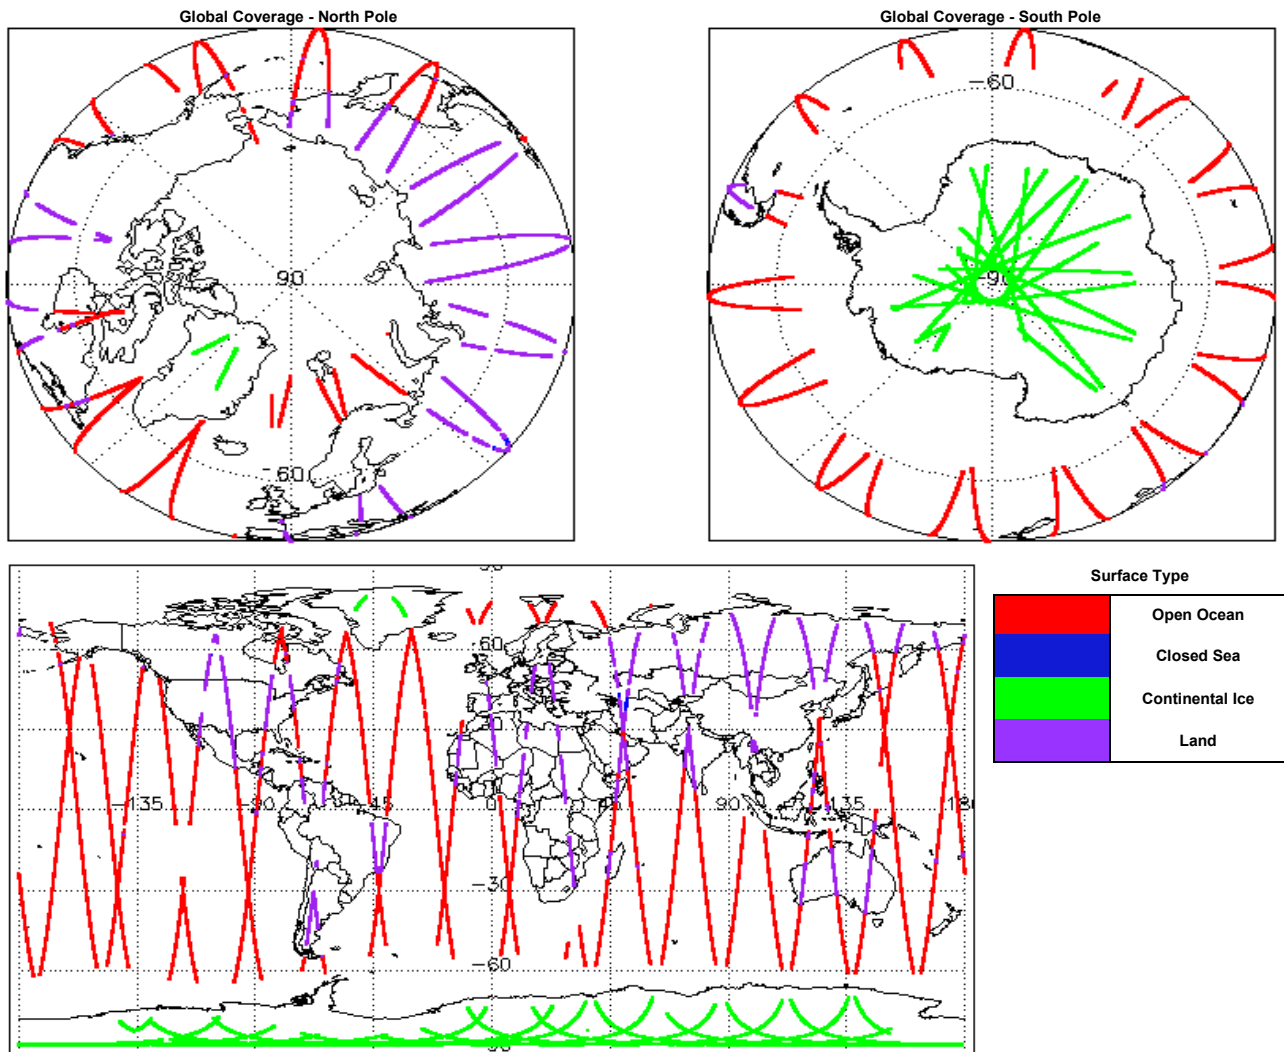 Global Coverage - North Pole
Global Coverage - South Pole
90
-60
-60
-90
60
-135
-90
-45
0
90
135
180
-30
-60
Surface Type
Open Ocean
Closed Sea
Continental Ice
Land